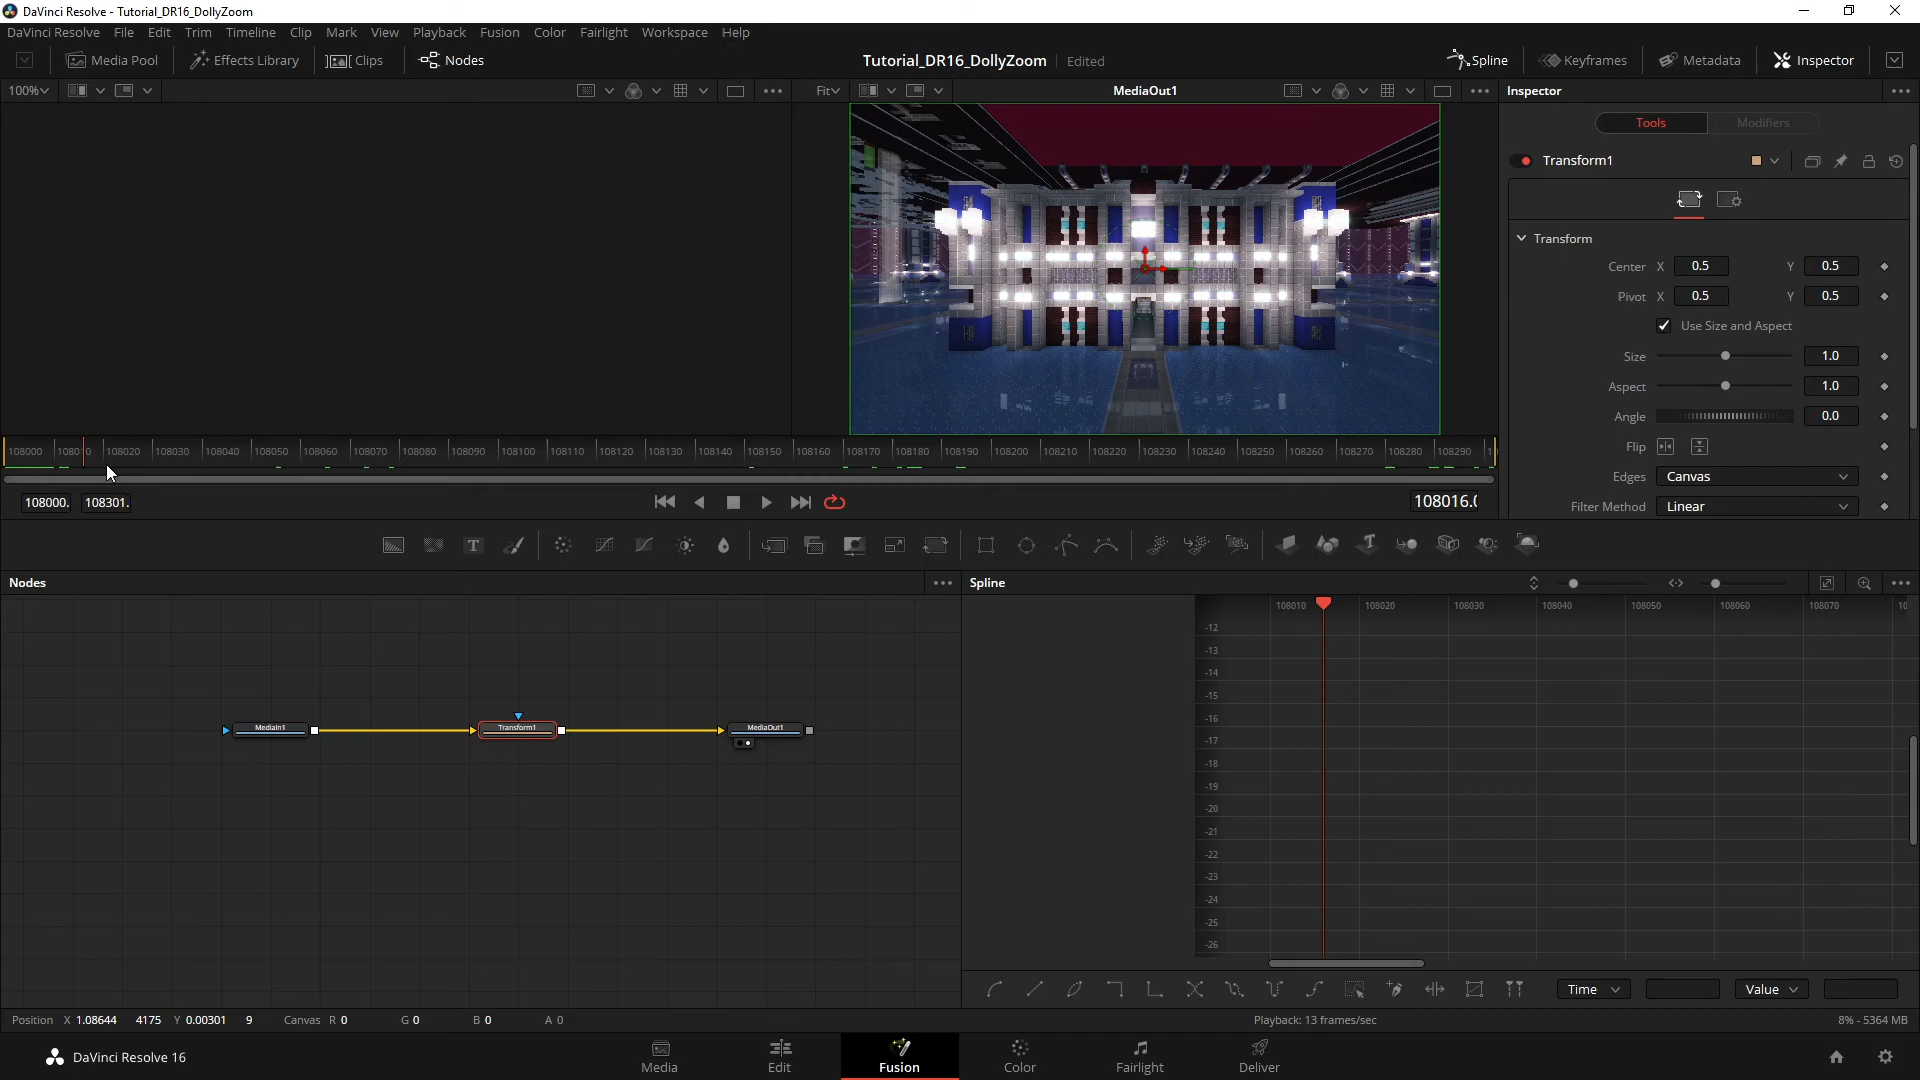 DaVinci Resolve - Tutorial_DR16_DollyZoom
DaVinci Resolve File Edit Trim Timeline Clip Mark View Playback Fusion Color Fairlight Workspace Help
Media Pool Effects Library Clips Nodes Tutorial_DR16_DollyZoom Edited Spline Keyframes Metadata Inspector
100% Fit MediaOut1 Inspector
Tools Modifiers
Transform1
Transform
Center X 0.5 Y 0.5
Pivot X 0.5 Y 0.5
Use Size and Aspect
Size 1.0
Aspect 1.0
Angle 0.0
Flip
Edges Canvas
Filter Method Linear
108000 108020 108030 108040 108050 108060 108070 108080 108090 108100 108110 108120 108130 108140 108150 108160 108170 108180 108190 108200 108210 108220 108230 108240 108250 108260 108270 108280 108290
108000. 108301. 108016.0
T
Nodes Spline
108010 108020 108030 108040 108050 108060 108070 10
-12
-13
-14
-15
-16
-17
-18
-19
-20
-21
-22
-23
-24
-25
-26
MediaIn1 Transform1 MediaOut1
Time Value
Position X 1.08644 4175 Y 0.00301 9 Canvas R 0 G 0 B 0 A 0 Playback: 13 frames/sec 8% - 5364 MB
DaVinci Resolve 16 Media Edit Fusion Color Fairlight Deliver